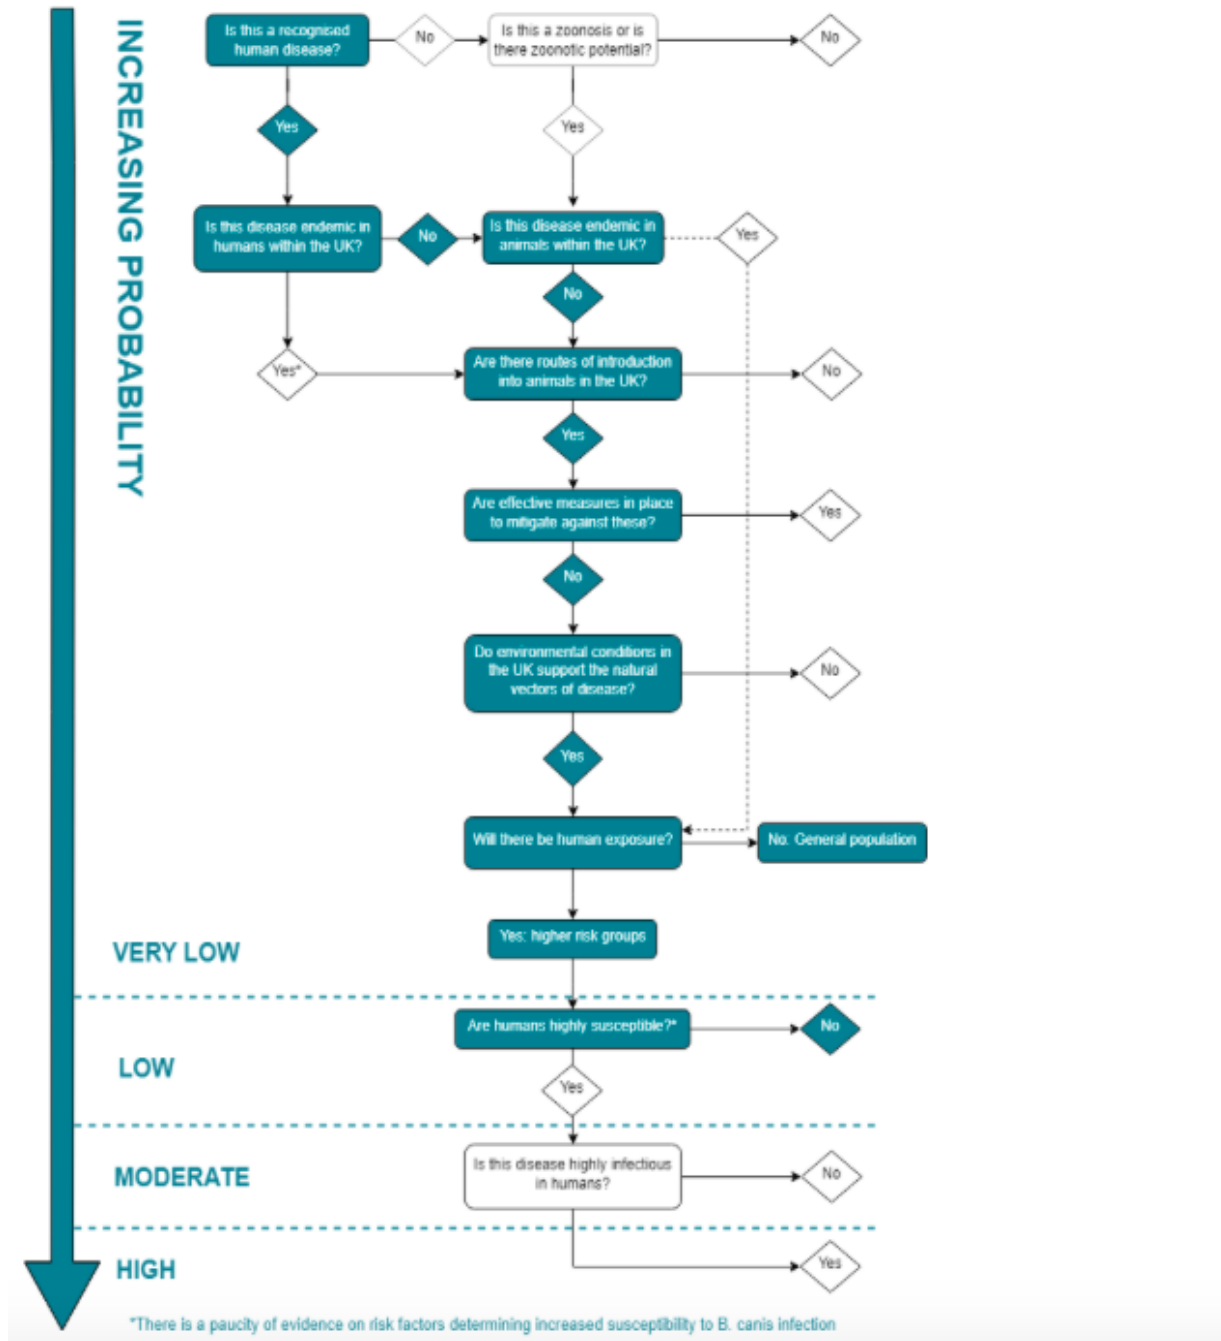 INCREASING PROBABILITY
Is this a recognised
human disease?
No
Is this a zoonosis or is
there zoonotic potential?
No
Yes
Yes
Is this disease endemic in
humans within the UK?
No
Is this disease endemic in
animals within the UK?
Yes
No
Yes*
Are there routes of introduction
into animals in the UK?
No
Yes
Are effective measures in place
to mitigate against these?
Yes
No
Do environmental conditions in
the UK support the natural
vectors of disease?
No
Yes
Will there be human exposure?
No. General population
Yes: higher risk groups
VERY LOW
Are humans highly susceptible?*
No
LOW
Yes
MODERATE
Is this disease highly infectious
in humans?
No
HIGH
Yes
*There is a paucity of evidence on risk factors determining increased susceptibility to B. canis infection